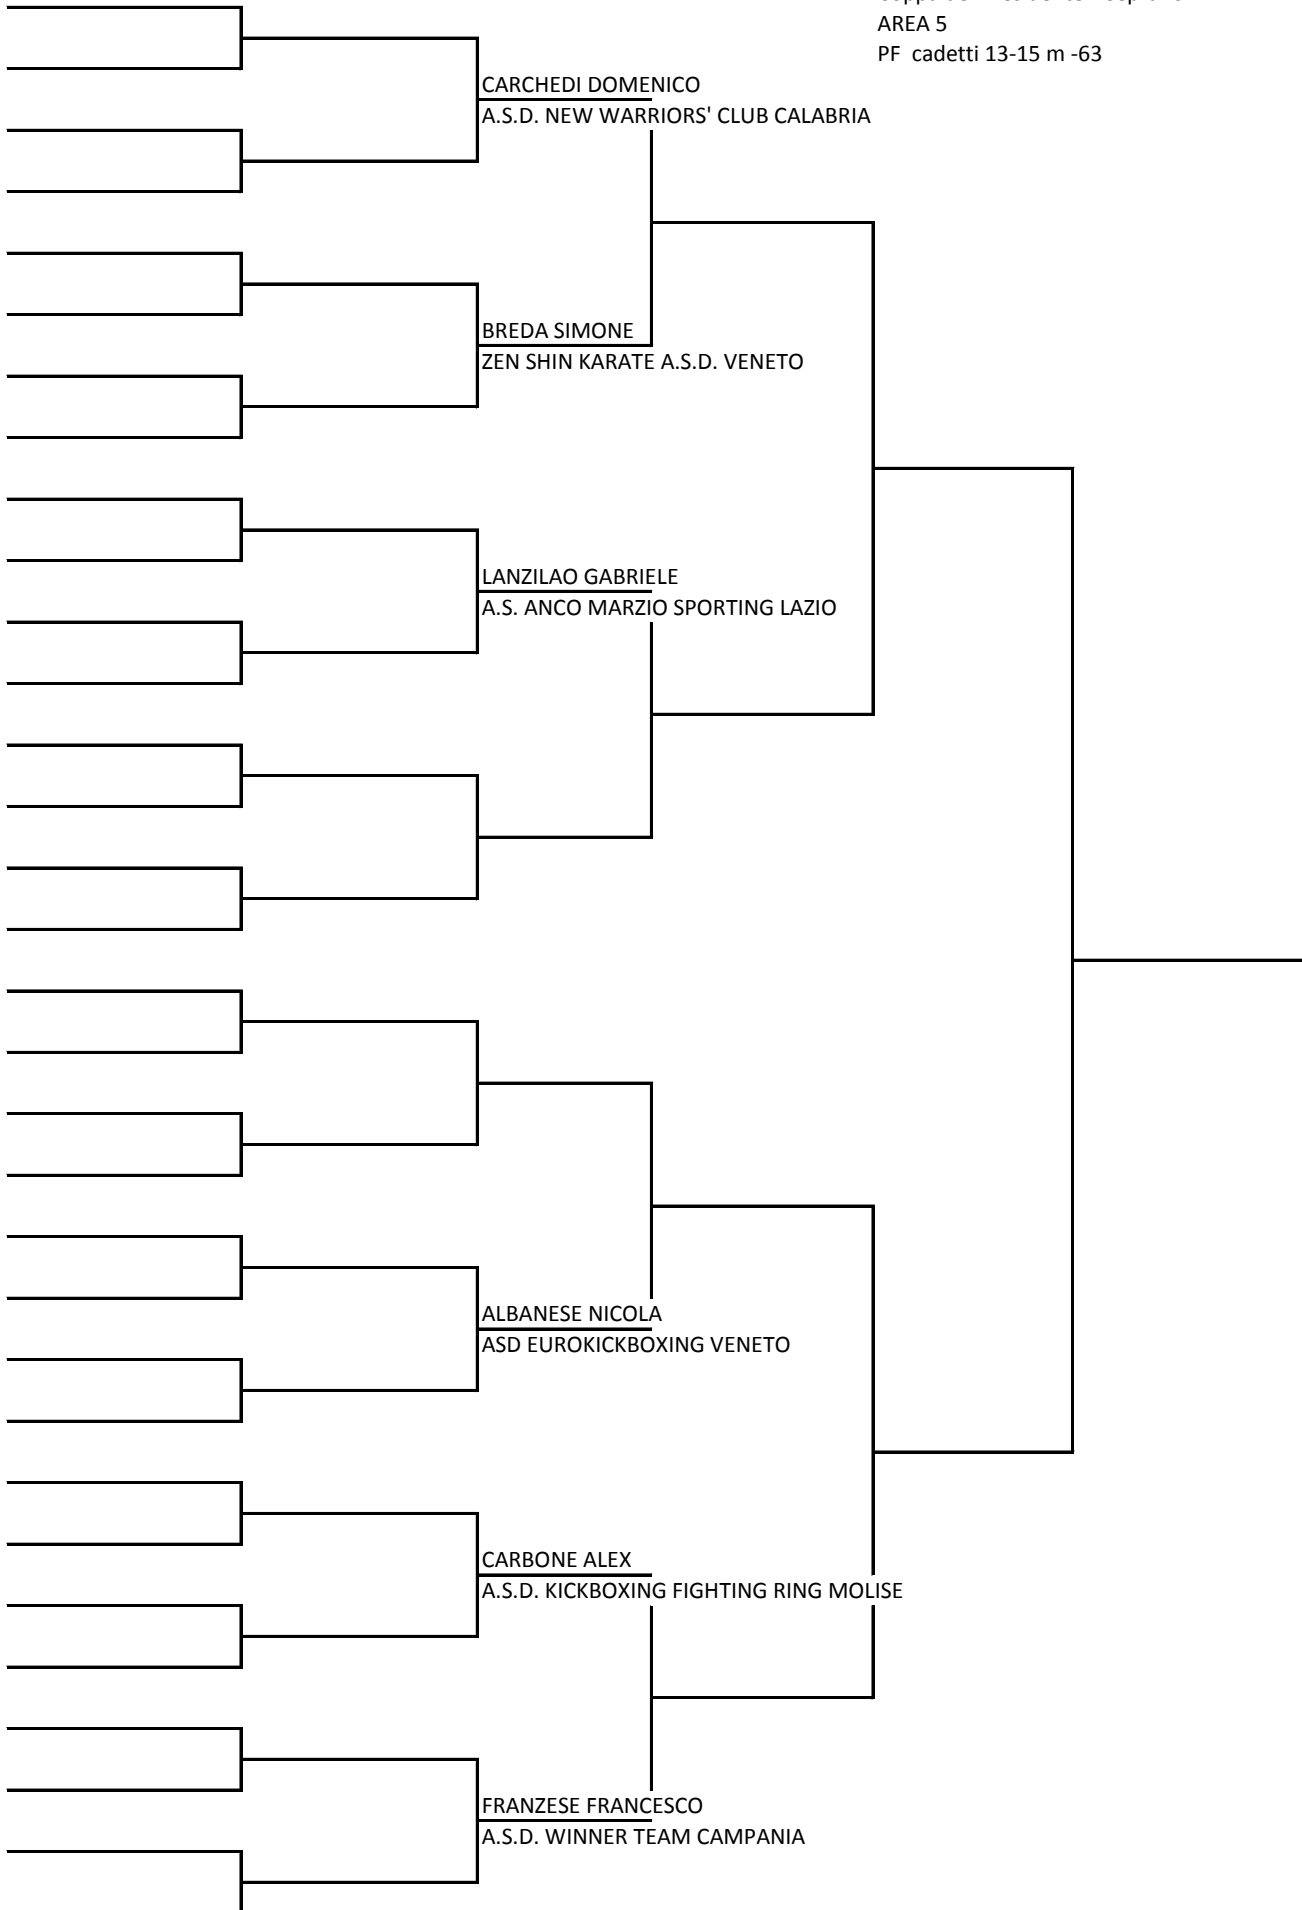 AREA 5
PF cadetti 13-15 m -63
CARCHEDI DOMENICO
A.S.D. NEW WARRIORS' CLUB CALABRIA
BREDA SIMONE
ZEN SHIN KARATE A.S.D. VENETO
LANZILAO GABRIELE
A.S. ANCO MARZIO SPORTING LAZIO
ALBANESE NICOLA
ASD EUROKICKBOXING VENETO
CARBONE ALEX
A.S.D. KICKBOXING FIGHTING RING MOLISE
FRANZESE FRANCESCO
A.S.D. WINNER TEAM CAMPANIA